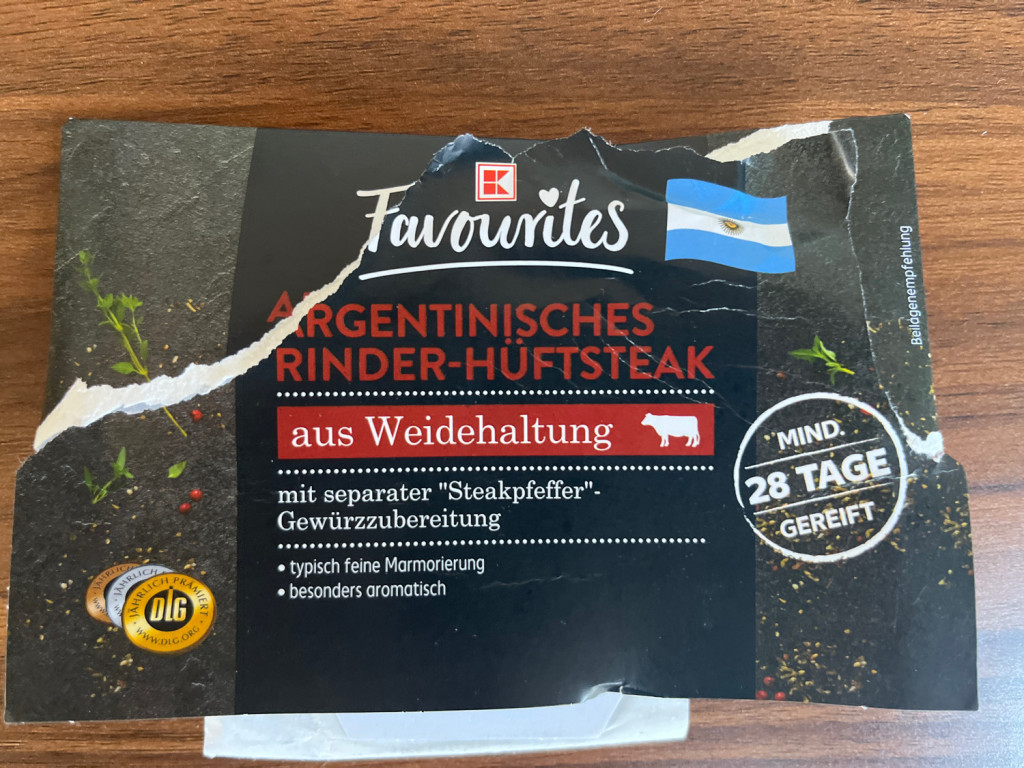 K
Favourites
ARGENTINISCHES
RINDER-HÜFTSTEAK
aus Weidehaltung
mit separater "Steakpfeffer"-
Gewürzzubereitung
• typisch feine Marmorierung
• besonders aromatisch
MIND.
28 TAGE
GEREIFT
Beilagenempfehlung
JÄHRLICH PRÄMIERT
DLG
WWW.DLG.ORG